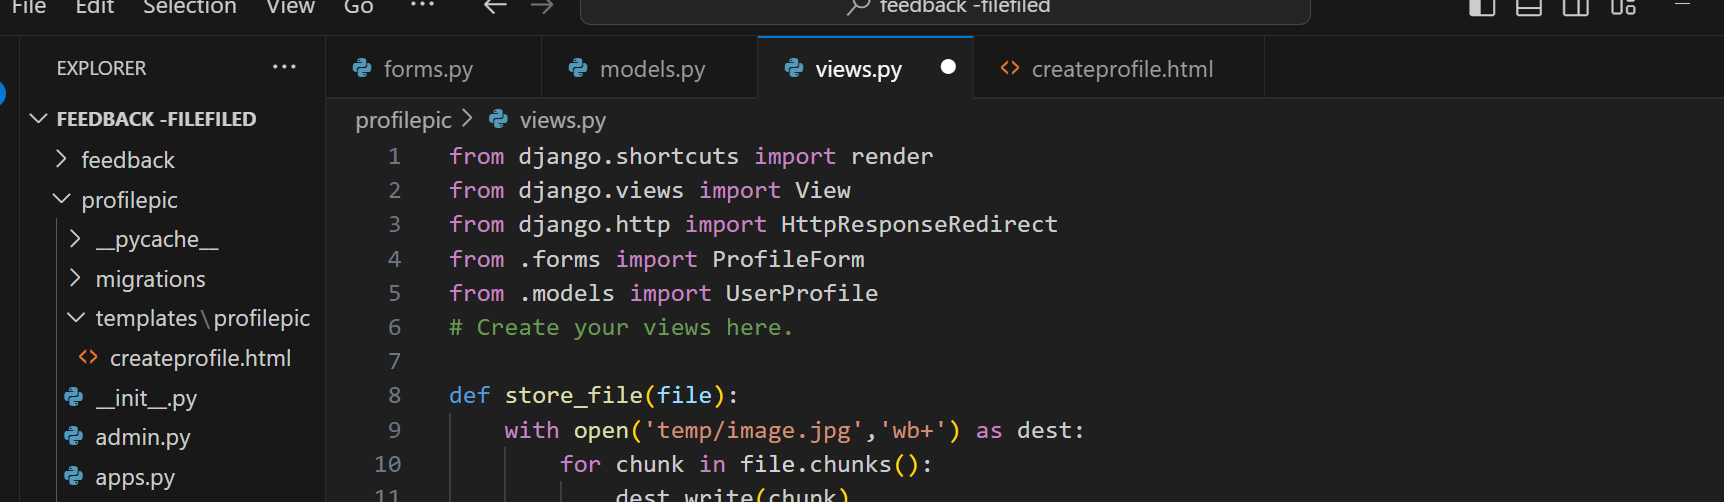 File Edit Selection View Go ... feedback -filefiled
EXPLORER ...
forms.py models.py views.py createprofile.html
FEEDBACK -FILEFILED
feedback
profilepic
__pycache__
migrations
templates\profilepic
createprofile.html
__init__.py
admin.py
apps.py
profilepic > views.py
1 from django.shortcuts import render
2 from django.views import View
3 from django.http import HttpResponseRedirect
4 from .forms import ProfileForm
5 from .models import UserProfile
6 # Create your views here.
7
8 def store_file(file):
9 with open('temp/image.jpg','wb+') as dest:
10 for chunk in file.chunks():
11 dest.write(chunk)